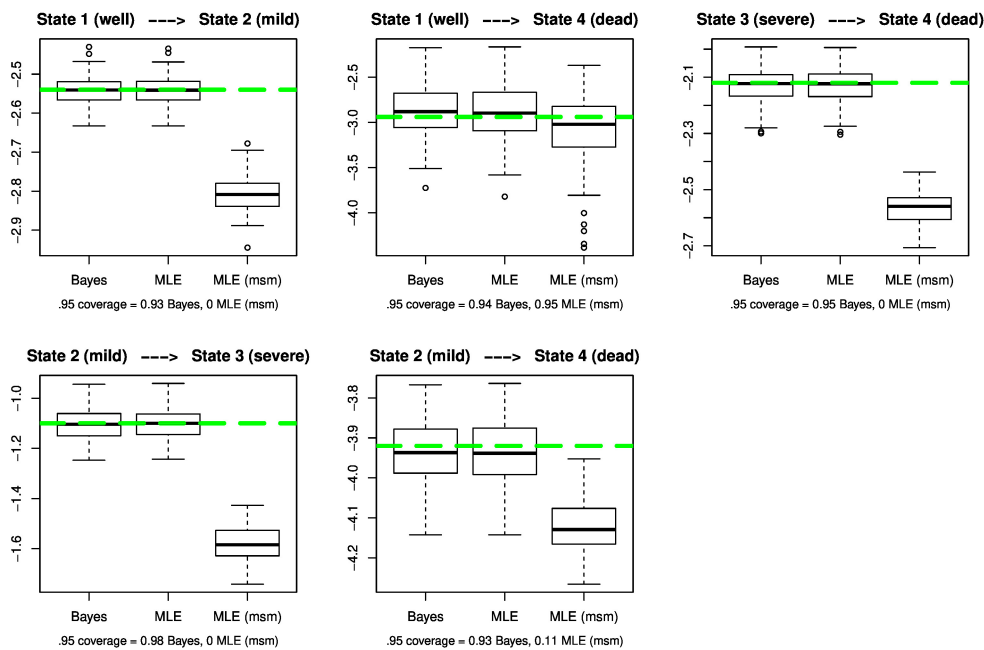 State 1 (well) ---> State 2 (mild)
-2.5
-2.6
-2.7
-2.8
-2.9
Bayes MLE MLE (msm)
.95 coverage = 0.93 Bayes, 0 MLE (msm)
State 1 (well) ---> State 4 (dead)
-2.5
-3.0
-3.5
-4.0
Bayes MLE MLE (msm)
.95 coverage = 0.94 Bayes, 0.95 MLE (msm)
State 3 (severe) ---> State 4 (dead)
-2.1
-2.3
-2.5
-2.7
Bayes MLE MLE (msm)
.95 coverage = 0.95 Bayes, 0 MLE (msm)
State 2 (mild) ---> State 3 (severe)
-1.0
-1.2
-1.4
-1.6
Bayes MLE MLE (msm)
.95 coverage = 0.98 Bayes, 0 MLE (msm)
State 2 (mild) ---> State 4 (dead)
-3.8
-3.9
-4.0
-4.1
-4.2
Bayes MLE MLE (msm)
.95 coverage = 0.93 Bayes, 0.11 MLE (msm)